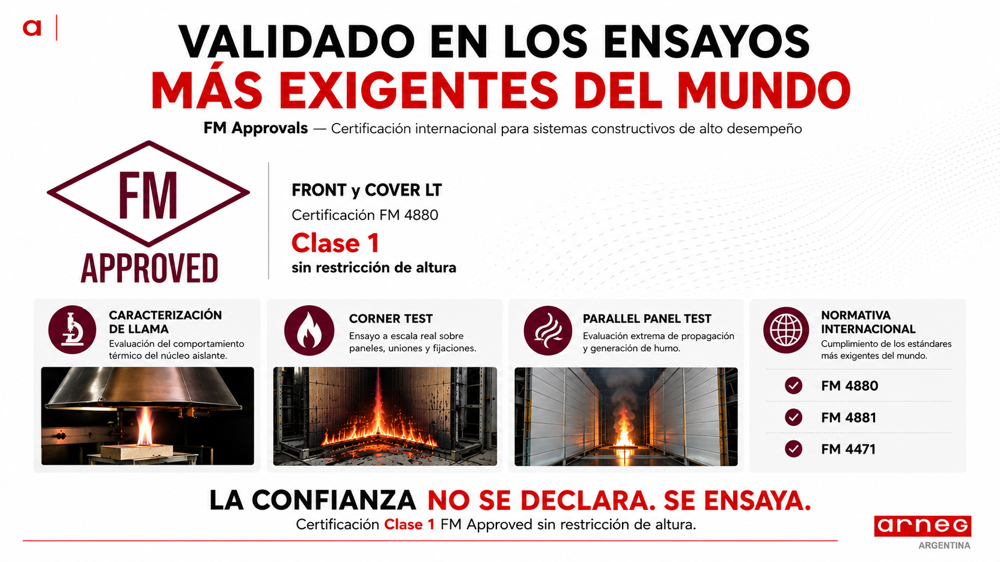 a
VALIDADO EN LOS ENSAYOS
MÁS EXIGENTES DEL MUNDO
FM Approvals — Certificación internacional para sistemas constructivos de alto desempeño
FM
APPROVED
FRONT y COVER LT
Certificación FM 4880
Clase 1
sin restricción de altura
CARACTERIZACIÓN
DE LLAMA
Evaluación del comportamiento
térmico del núcleo aislante.
CORNER TEST
Ensayo a escala real sobre
paneles, uniones y fijaciones.
PARALLEL PANEL TEST
Evaluación extrema de propagación
y generación de humo.
NORMATIVA
INTERNACIONAL
Cumplimiento de los estándares
más exigentes del mundo.
FM 4880
FM 4881
FM 4471
LA CONFIANZA NO SE DECLARA. SE ENSAYA.
Certificación Clase 1 FM Approved sin restricción de altura.
arneg
ARGENTINA